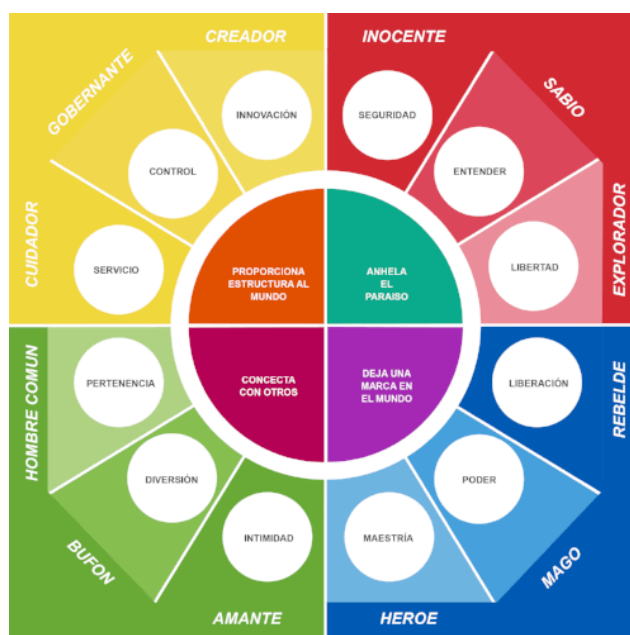 CREADOR
INOCENTE
GOBERNANTE
SABIO
CUIDADOR
EXPLORADOR
INNOVACIÓN
SEGURIDAD
CONTROL
ENTENDER
SERVICIO
LIBERTAD
PROPORCIONA
ESTRUCTURA AL
MUNDO
ANHELA
EL
PARAISO
CONCECTA
CON OTROS
DEJA UNA
MARCA EN
EL MUNDO
PERTENENCIA
LIBERACIÓN
DIVERSIÓN
PODER
INTIMIDAD
MAESTRÍA
HOMBRE COMUN
REBELDE
BUFON
MAGO
AMANTE
HEROE